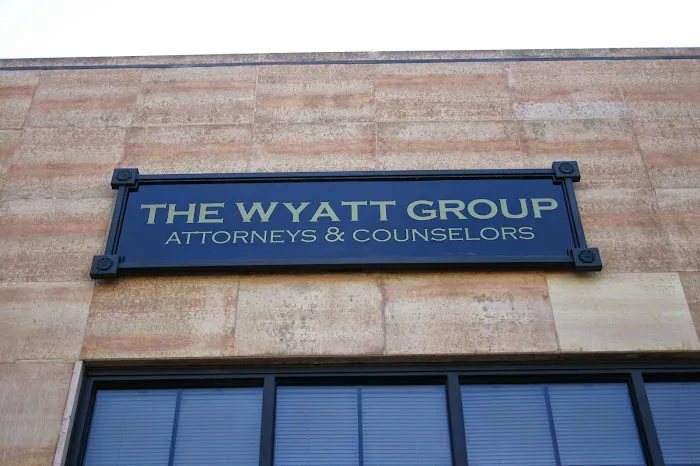 THE WYATT GROUP
ATTORNEYS & COUNSELORS